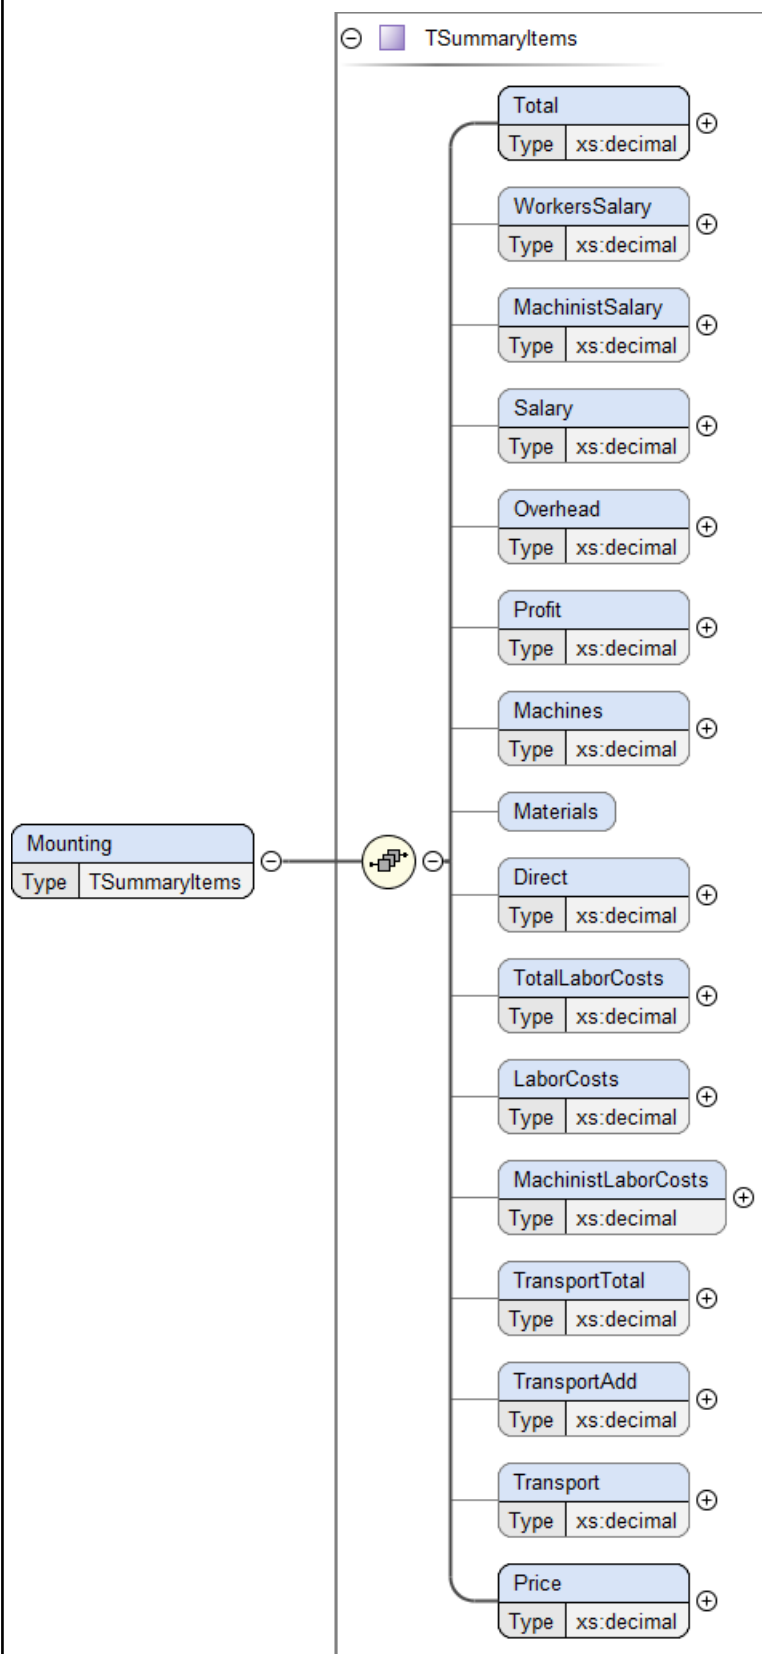 TSummaryItems
Total
Type xs:decimal
WorkersSalary
Type xs:decimal
MachinistSalary
Type xs:decimal
Salary
Type xs:decimal
Overhead
Type xs:decimal
Profit
Type xs:decimal
Machines
Type xs:decimal
Materials
Mounting
Type TSummaryItems
Direct
Type xs:decimal
TotalLaborCosts
Type xs:decimal
LaborCosts
Type xs:decimal
MachinistLaborCosts
Type xs:decimal
TransportTotal
Type xs:decimal
TransportAdd
Type xs:decimal
Transport
Type xs:decimal
Price
Type xs:decimal